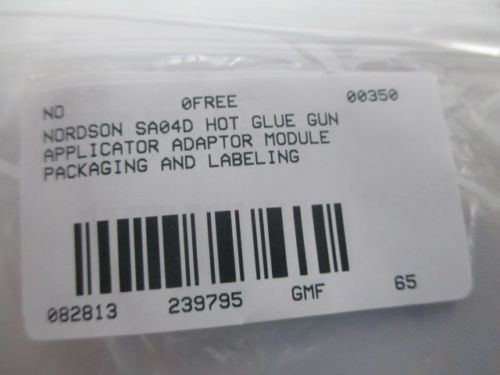 NO 0FREE 00350
NORDSON SA04D HOT GLUE GUN
APPLICATOR ADAPTOR MODULE
PACKAGING AND LABELING
082813 239795 GMF 65